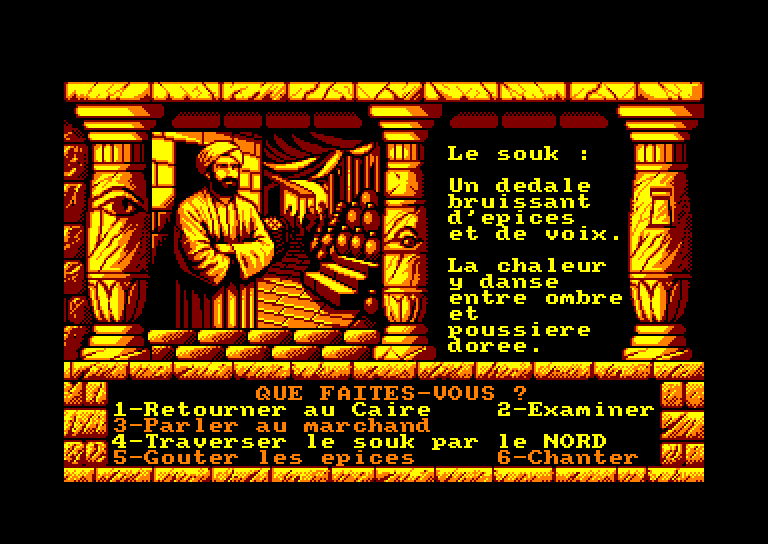 Le souk :
Un dedale
bruissant
d'epices
et de voix.
La chaleur
y danse
entre ombre
et
poussiere
doree.
QUE FAITES-VOUS ?
1-Retourner au Caire 2-Examiner
3-Parler au marchand
4-Traverser le souk par le NORD
5-Gouter les epices 6-Chanter